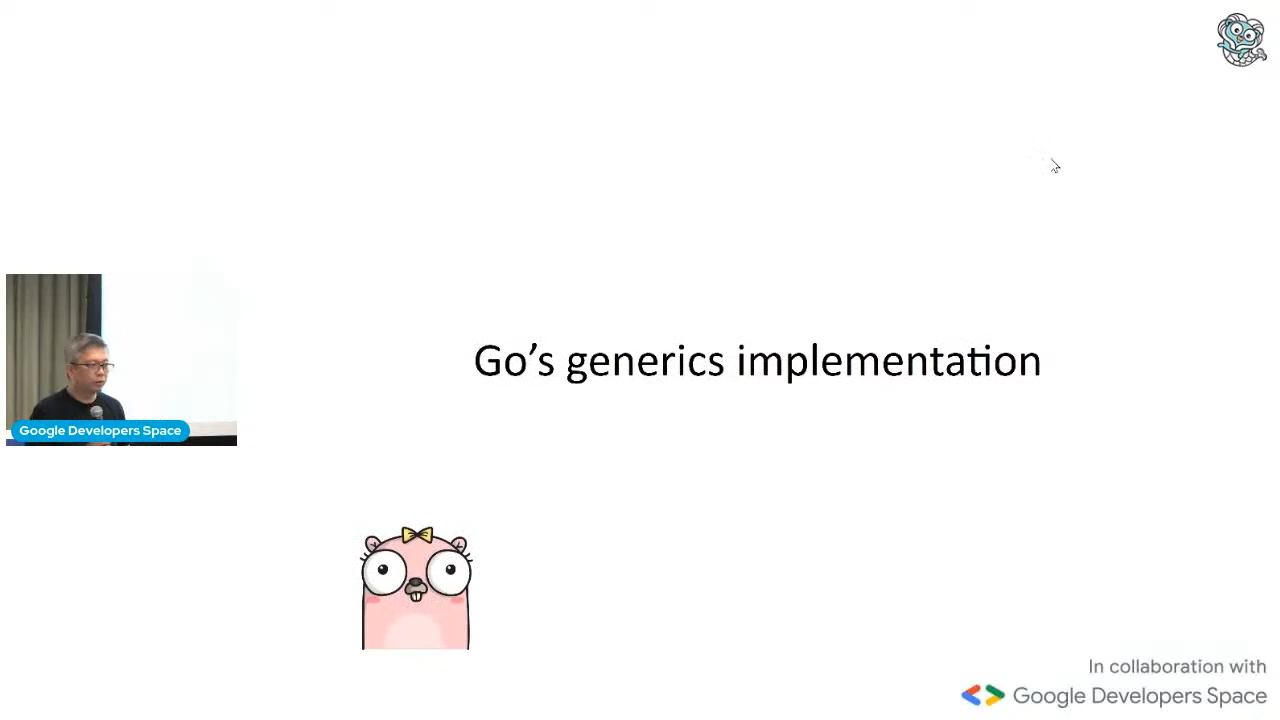 Go’s generics implementation
Google Developers Space
In collaboration with
Google Developers Space